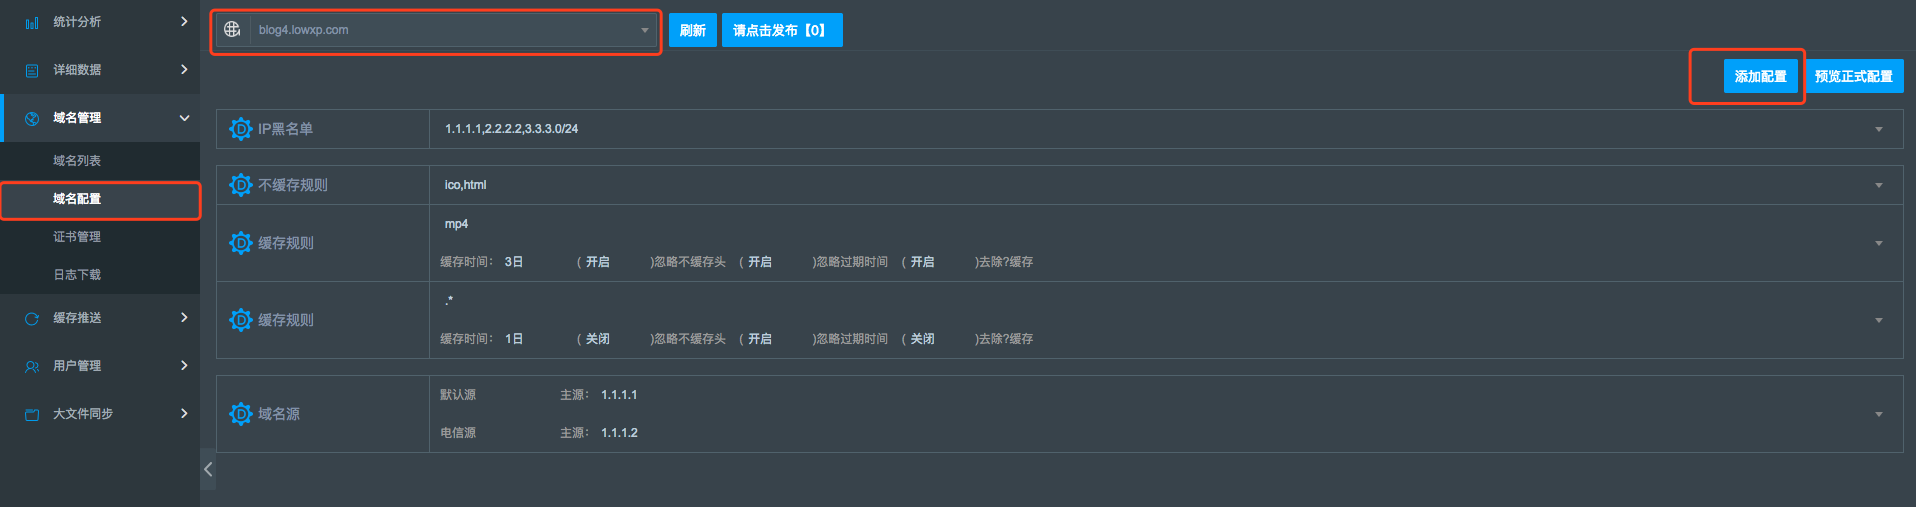 统计分析
详细数据
域名管理
域名列表
域名配置
证书管理
日志下载
缓存推送
用户管理
大文件同步
blog4.lowxp.com
刷新
请点击发布【0】
添加配置
预览正式配置
IP黑名单
1.1.1.1,2.2.2.2,3.3.3.0/24
不缓存规则
ico,html
缓存规则
mp4
缓存时间： 3日 ( 开启 )忽略不缓存头 ( 开启 )忽略过期时间 ( 开启 )去除?缓存
缓存规则
.*
缓存时间： 1日 ( 关闭 )忽略不缓存头 ( 开启 )忽略过期时间 ( 关闭 )去除?缓存
域名源
默认源 主源： 1.1.1.1
电信源 主源： 1.1.1.2